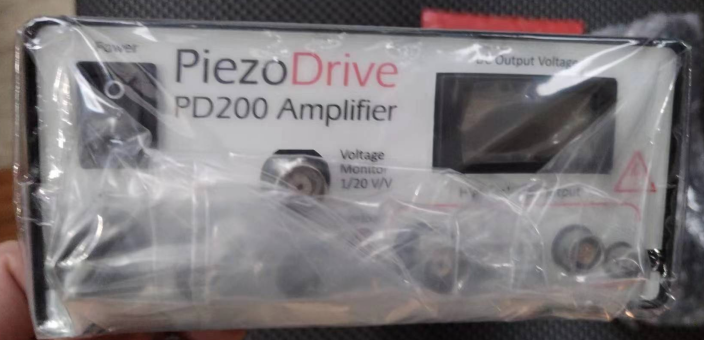 Power
PiezoDrive
PD200 Amplifier
DC Output Voltage
Voltage
Monitor
1/20 V/V